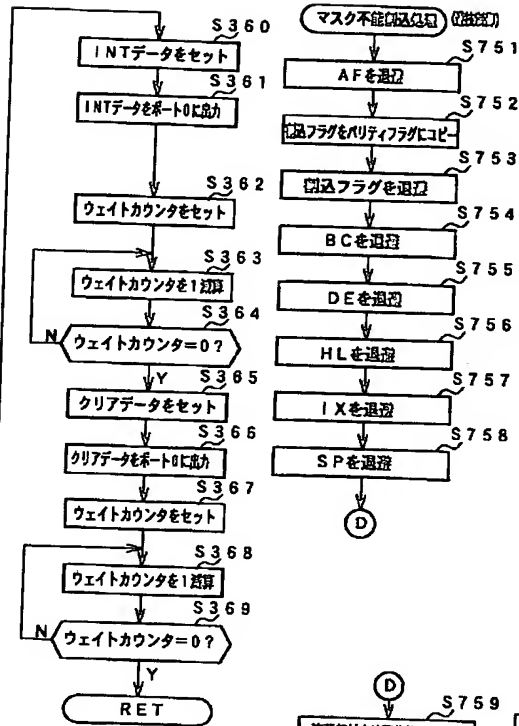 S360
INTデータをセット
S361
INTデータをポート0に出力
S362
ウェイトカウンタをセット
S363
ウェイトカウンタを1減算
S364
ウェイトカウンタ=0?
N
Y
S365
クリアデータをセット
S366
クリアデータをポート0に出力
S367
ウェイトカウンタをセット
S368
ウェイトカウンタを1減算
S369
ウェイトカウンタ=0?
N
Y
RET
マスク不能割込処理
S751
AFを退避
S752
割込フラグをパリティフラグにコピー
S753
割込フラグを退避
S754
BCを退避
S755
DEを退避
S756
HLを退避
S757
IXを退避
S758
SPを退避
D
D
S759